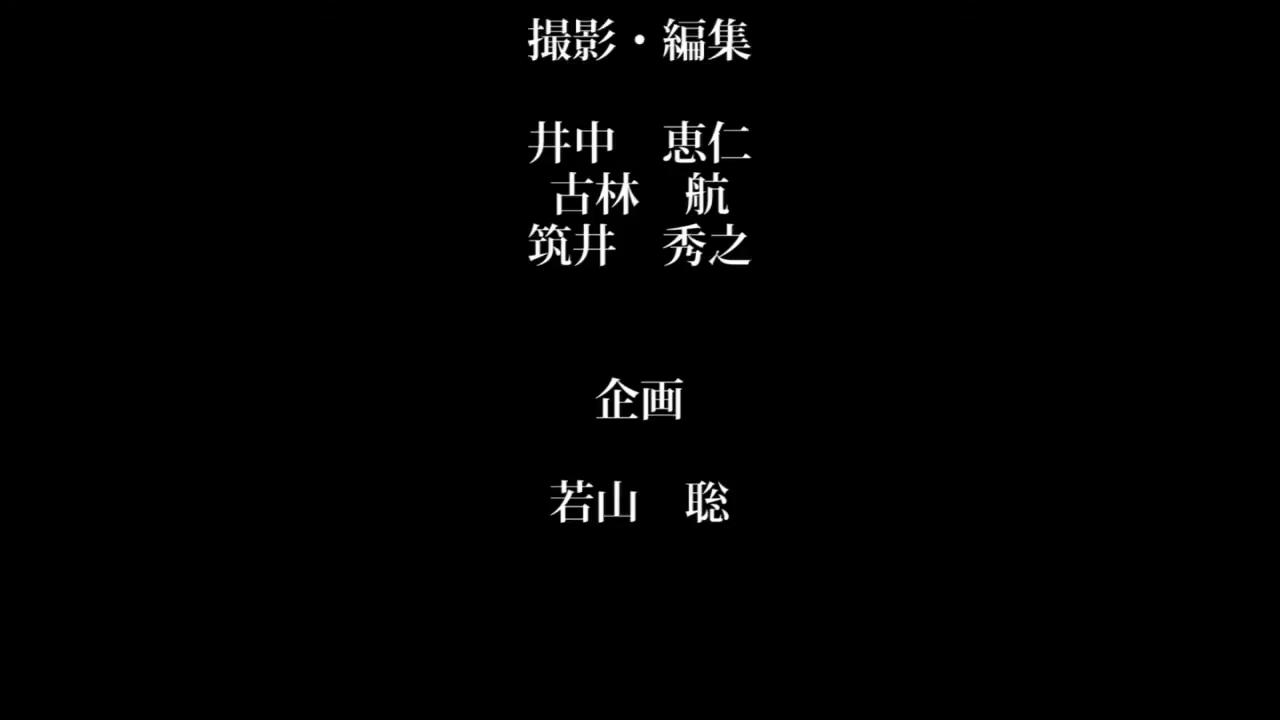 撮影・編集
井中　恵仁
古林　航
筑井　秀之
企画
若山　聡